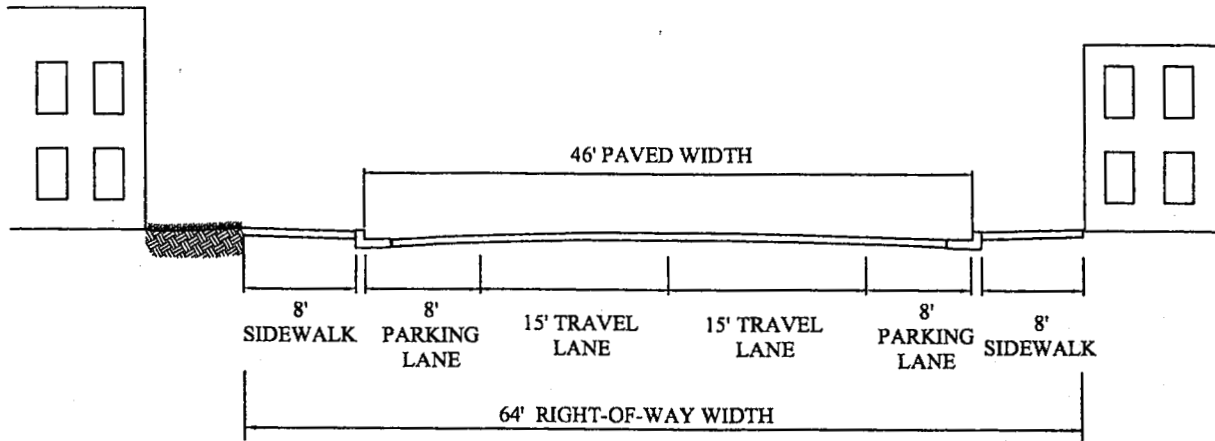 46' PAVED WIDTH
8'
SIDEWALK
8'
PARKING
LANE
15' TRAVEL
LANE
15' TRAVEL
LANE
8'
PARKING
LANE
8'
SIDEWALK
64' RIGHT-OF-WAY WIDTH